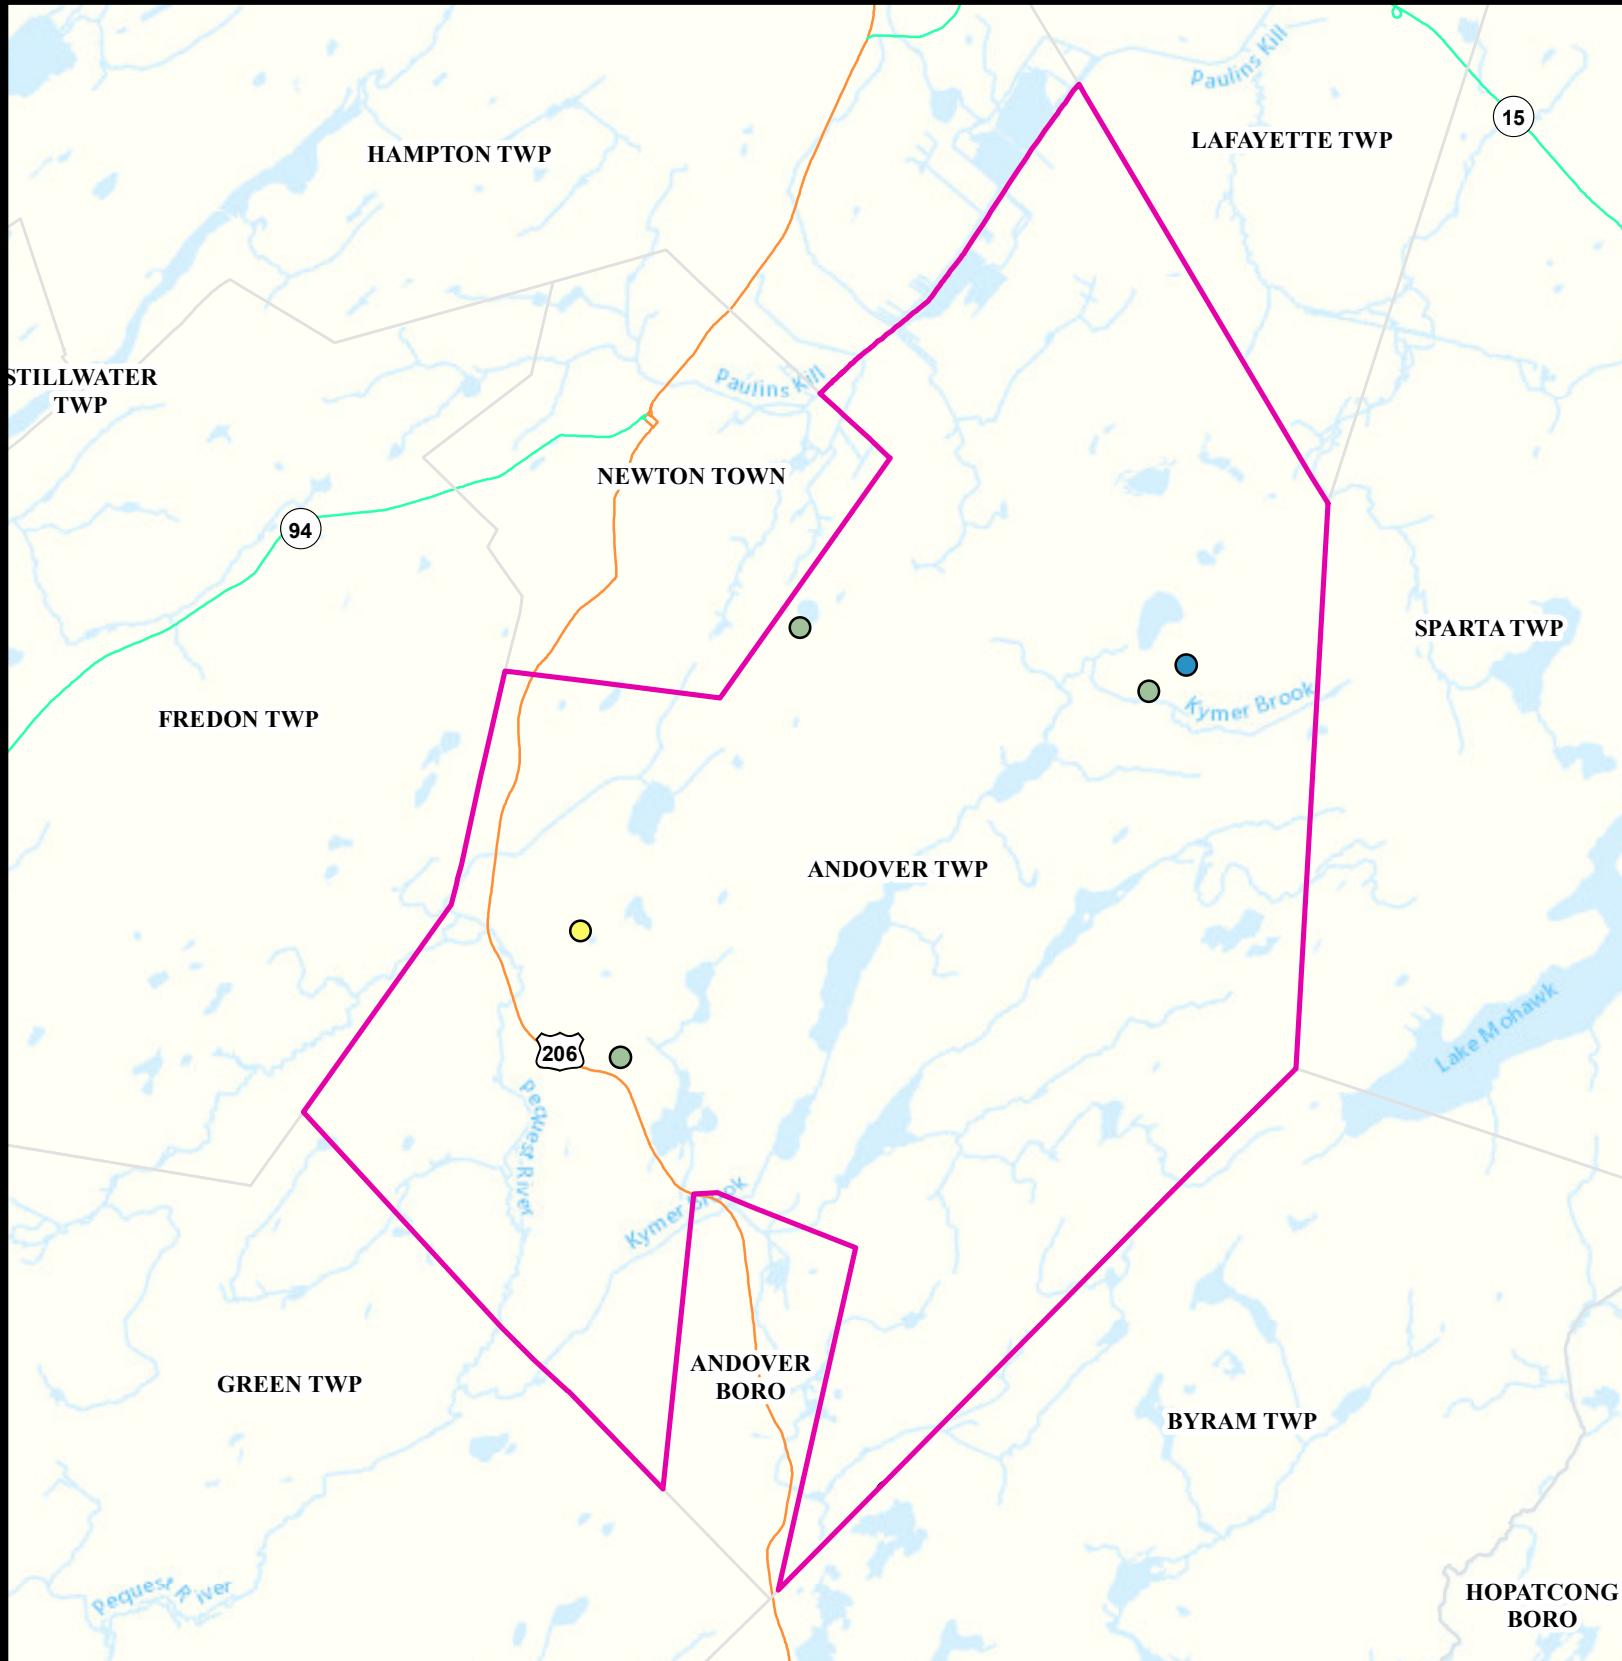 Paulins Kill
15
HAMPTON TWP
LAFAYETTE TWP
STILLWATER
TWP
Paulins Kill
NEWTON TOWN
94
SPARTA TWP
Kymer Brook
FREDON TWP
ANDOVER TWP
Lake Mohawk
206
Pequest River
Kymer Brook
ANDOVER
BORO
GREEN TWP
BYRAM TWP
Pequest River
HOPATCONG
BORO